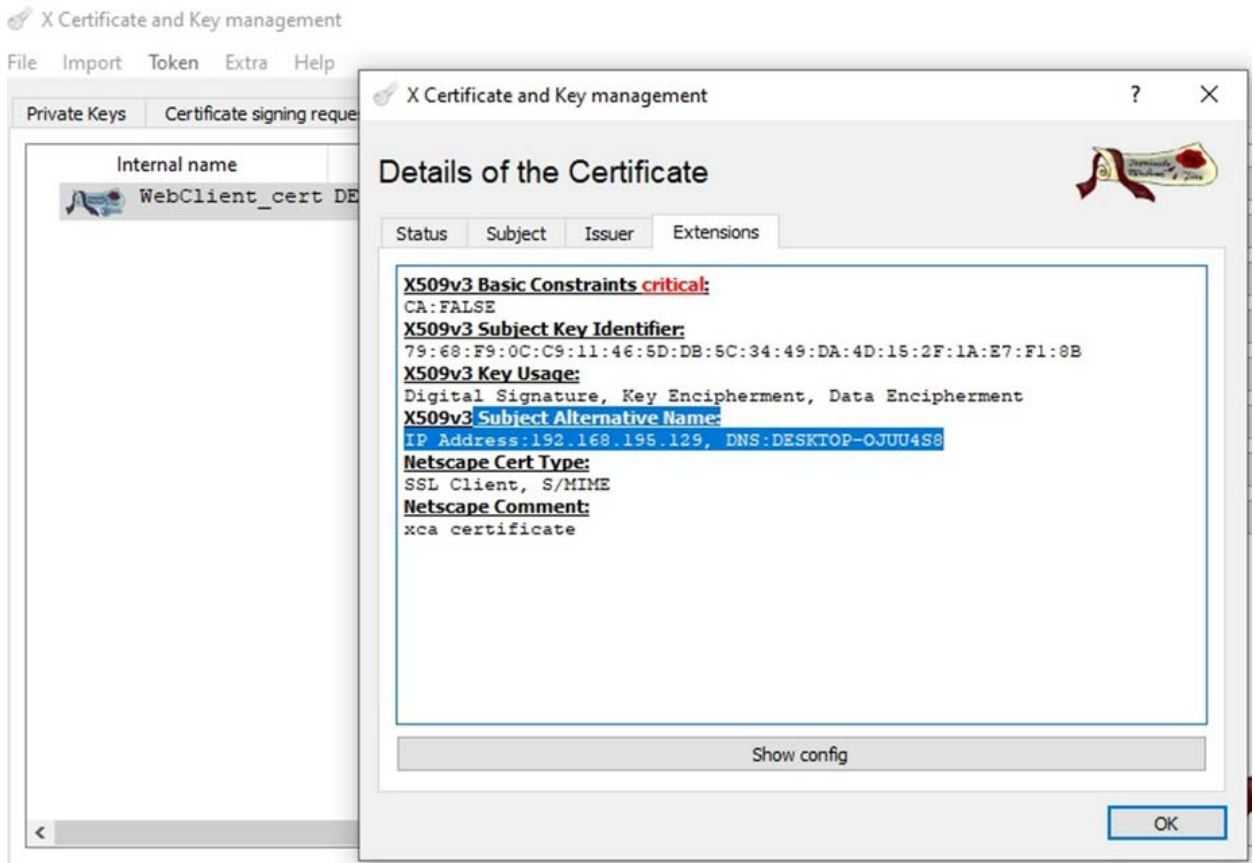 X Certificate and Key management
File Import Token Extra Help
Private Keys Certificate signing reque
Internal name
WebClient_cert DE
X Certificate and Key management
? ×
Details of the Certificate
Status Subject Issuer Extensions
X509v3 Basic Constraints critical:
CA:FALSE
X509v3 Subject Key Identifier:
79:68:F9:0C:C9:11:46:5D:DB:5C:34:49:DA:4D:15:2F:1A:E7:F1:8B
X509v3 Key Usage:
Digital Signature, Key Encipherment, Data Encipherment
X509v3 Subject Alternative Name:
IP Address:192.168.195.129, DNS:DESKTOP-OJUU4S8
Netscape Cert Type:
SSL Client, S/MIME
Netscape Comment:
xca certificate
Show config
OK